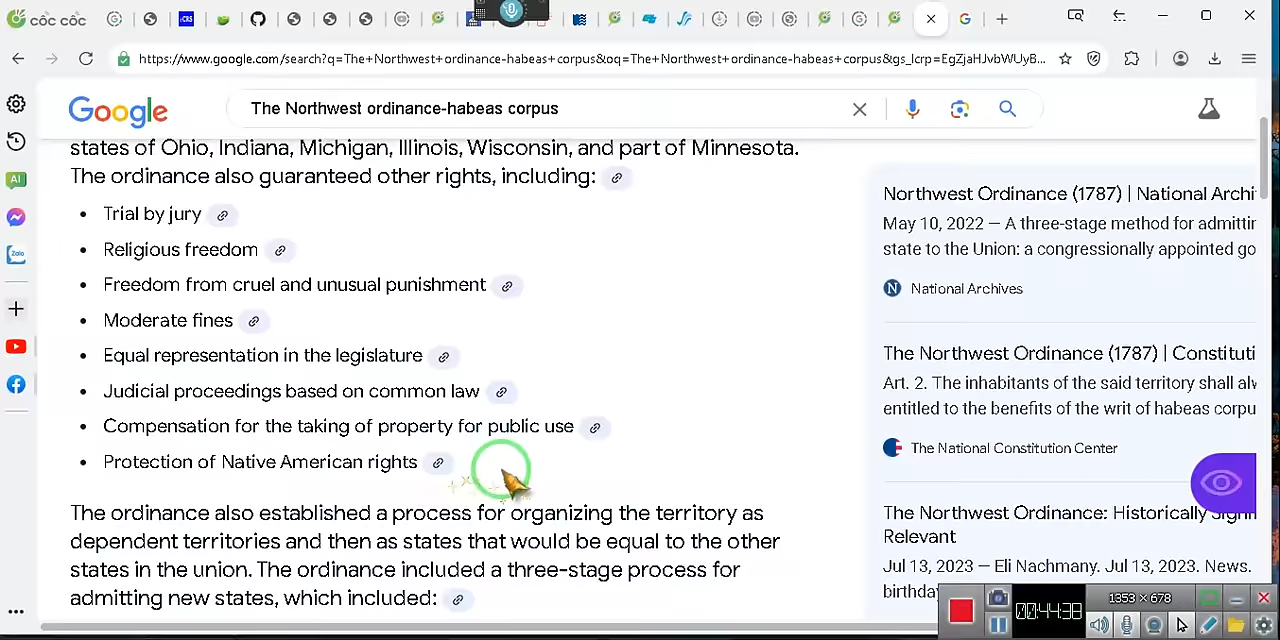 cốc cốc
https://www.google.com/search?q=The+Northwest+ordinance-habeas+corpus&oq=The+Northwest+ordinance-habeas+corpus&gs_lcrp=EgZjaHJvbWUyB...
Google
The Northwest ordinance-habeas corpus
states of Ohio, Indiana, Michigan, Illinois, Wisconsin, and part of Minnesota.
The ordinance also guaranteed other rights, including:
• Trial by jury
• Religious freedom
• Freedom from cruel and unusual punishment
• Moderate fines
• Equal representation in the legislature
• Judicial proceedings based on common law
• Compensation for the taking of property for public use
• Protection of Native American rights
The ordinance also established a process for organizing the territory as
dependent territories and then as states that would be equal to the other
states in the union. The ordinance included a three-stage process for
admitting new states, which included:
Northwest Ordinance (1787) | National Archi
May 10, 2022 — A three-stage method for admittin
state to the Union: a congressionally appointed go
N National Archives
The Northwest Ordinance (1787) | Constituti
Art. 2. The inhabitants of the said territory shall alw
entitled to the benefits of the writ of habeas corpu
The National Constitution Center
The Northwest Ordinance: Historically
Relevant
Jul 13, 2023 — Eli Nachmany. Jul 13, 2023. News.
birthda
AI
Zalo
CRS
00:44:38
1353 × 678